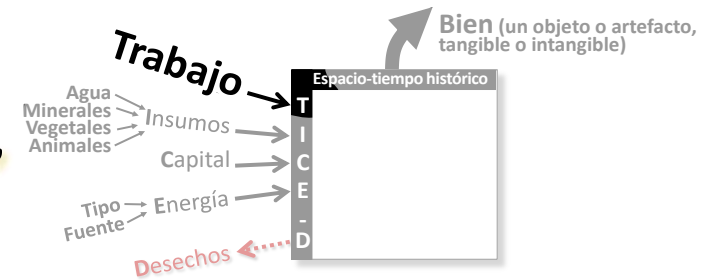 Bien (un objeto o artefacto,
tangible o intangible)
Trabajo
Espacio-tiempo histórico
Agua
Minerales
Vegetales
Animales
Insumos
Capital
Tipo
Fuente
Energía
Desechos
T
I
C
E
-
D